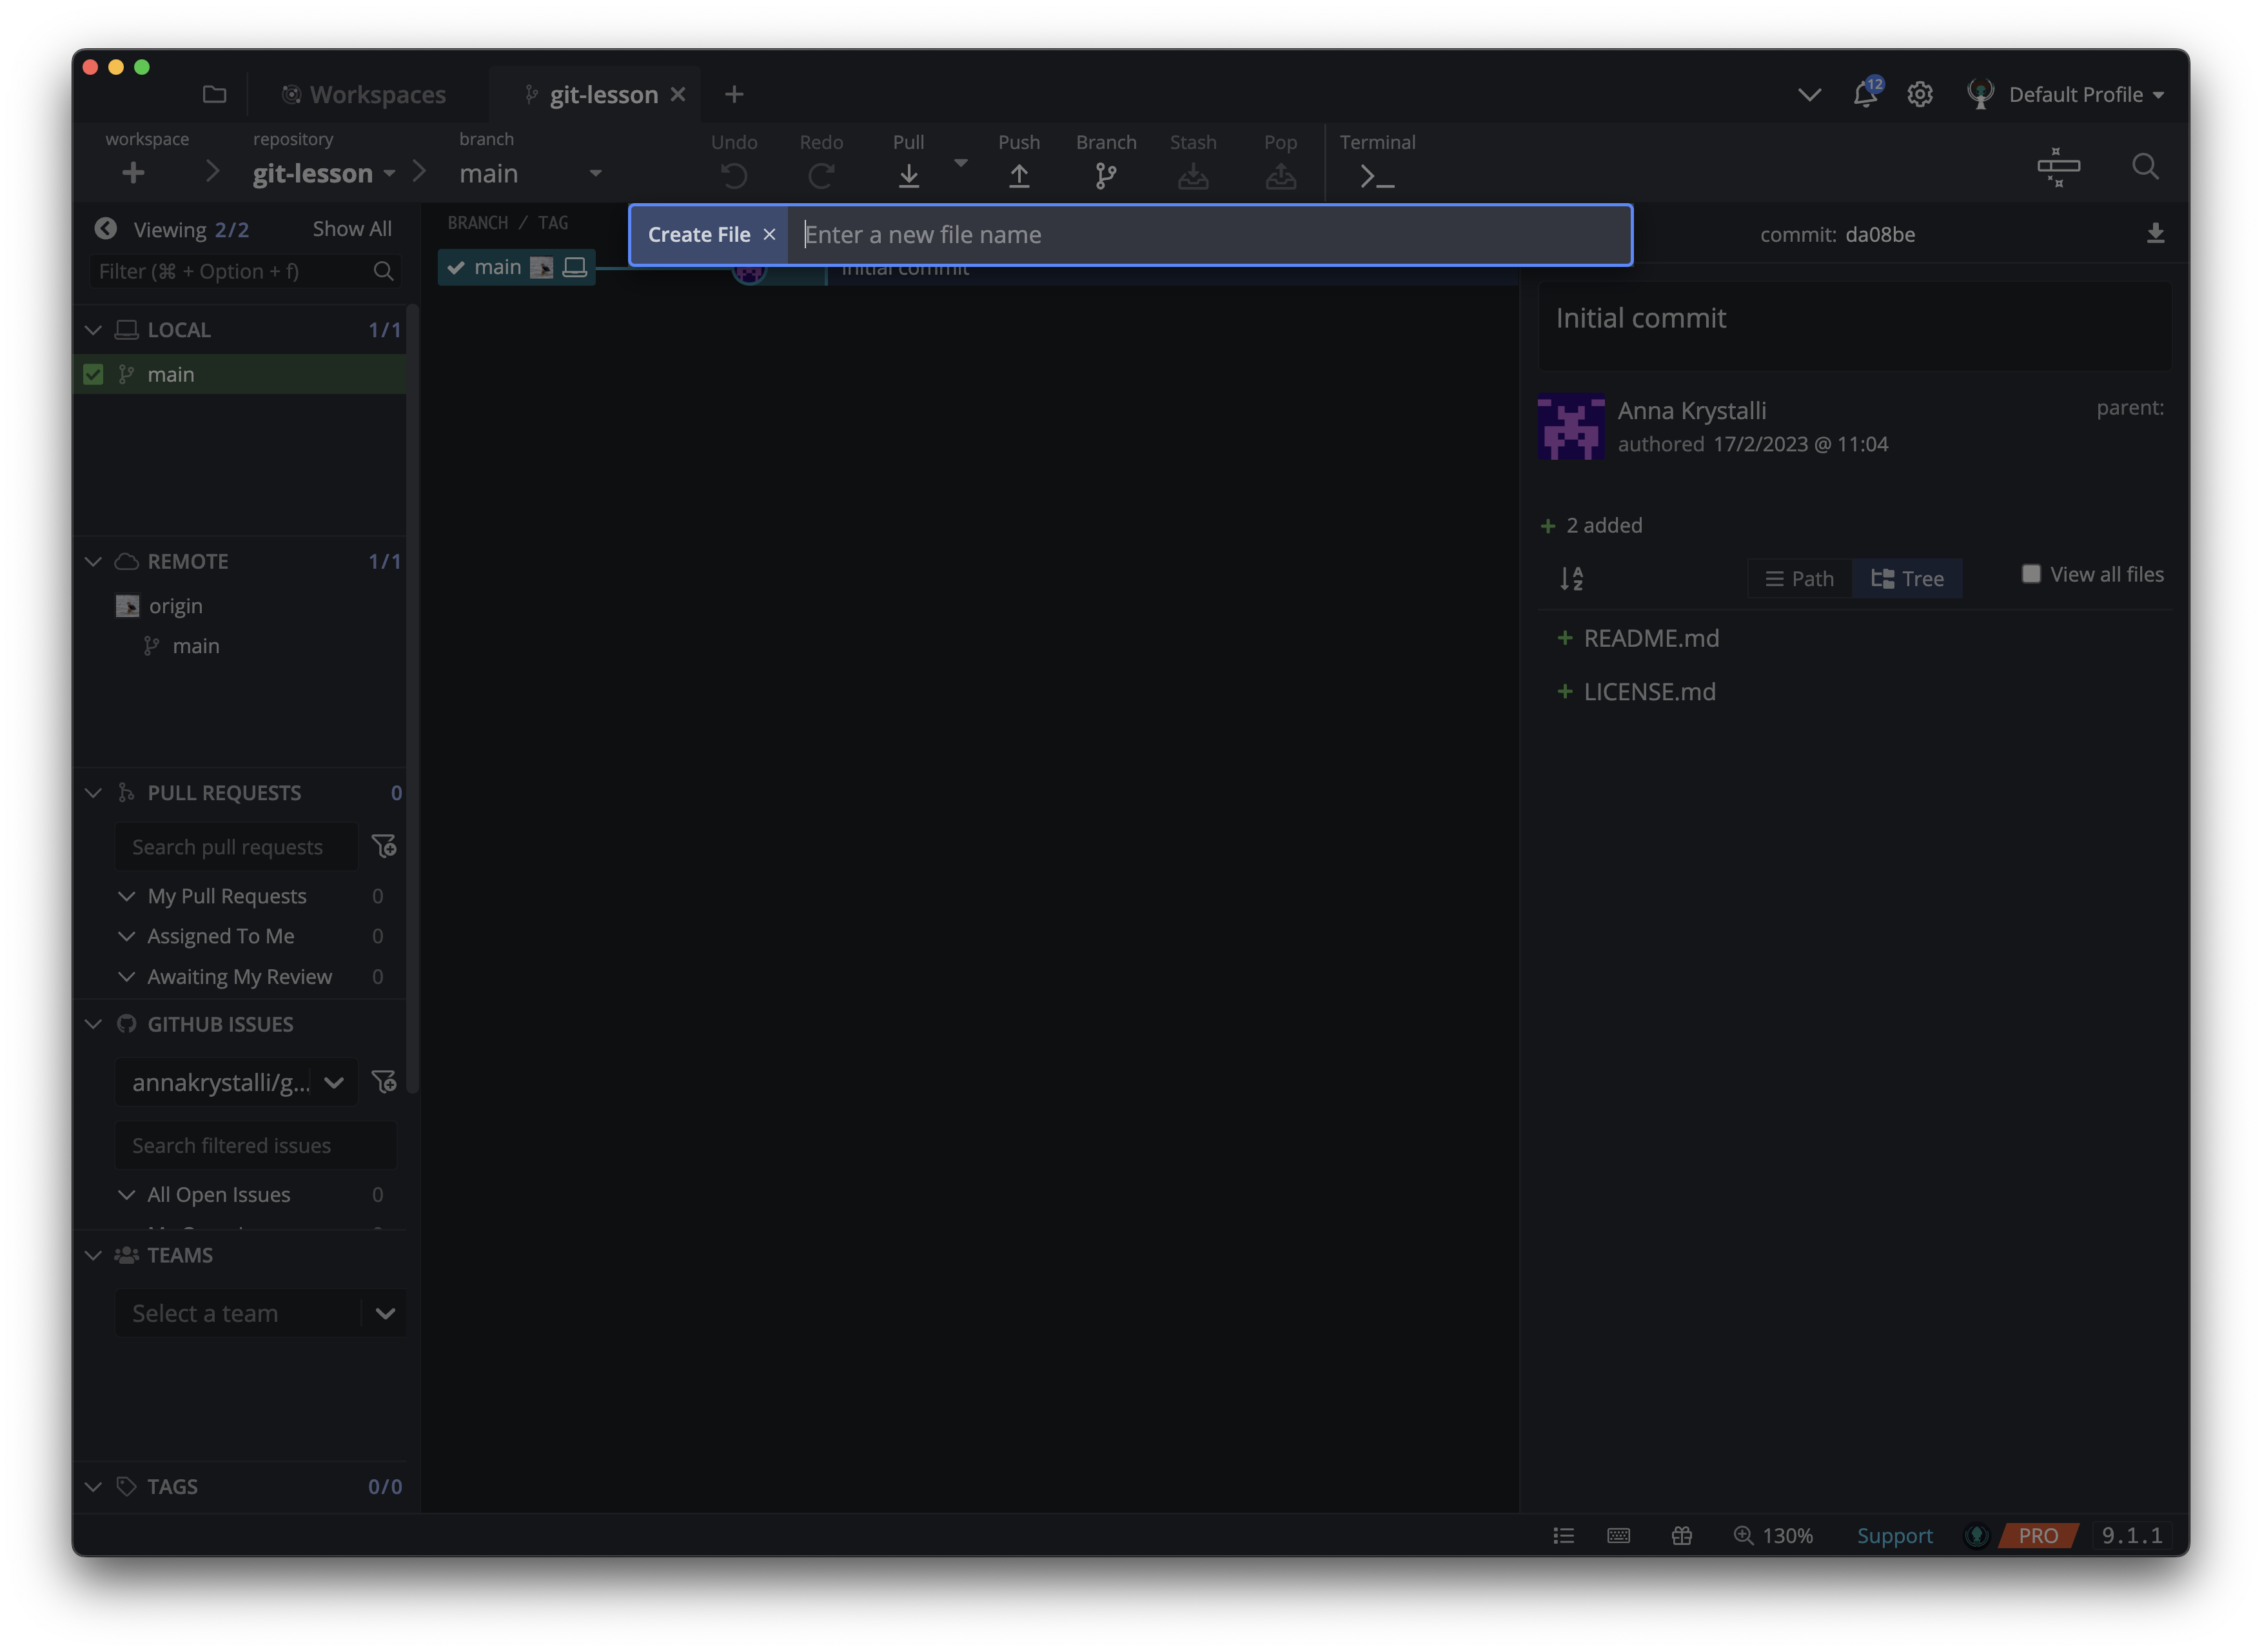 Workspaces
git-lesson
12
Default Profile
workspace
repository
git-lesson
branch
main
Undo
Redo
Pull
Push
Branch
Stash
Pop
Terminal
Viewing 2/2
Show All
Filter (⌘ + Option + f)
LOCAL 1/1
main
REMOTE 1/1
origin
main
PULL REQUESTS 0
Search pull requests
My Pull Requests 0
Assigned To Me 0
Awaiting My Review 0
GITHUB ISSUES
annakrystalli/g...
Search filtered issues
All Open Issues 0
TEAMS
Select a team
TAGS 0/0
BRANCH / TAG
Create File
Enter a new file name
main
Initial commit
commit: da08be
Initial commit
Anna Krystalli
parent:
authored 17/2/2023 @ 11:04
2 added
Path
Tree
View all files
README.md
LICENSE.md
130%
Support
PRO
9.1.1